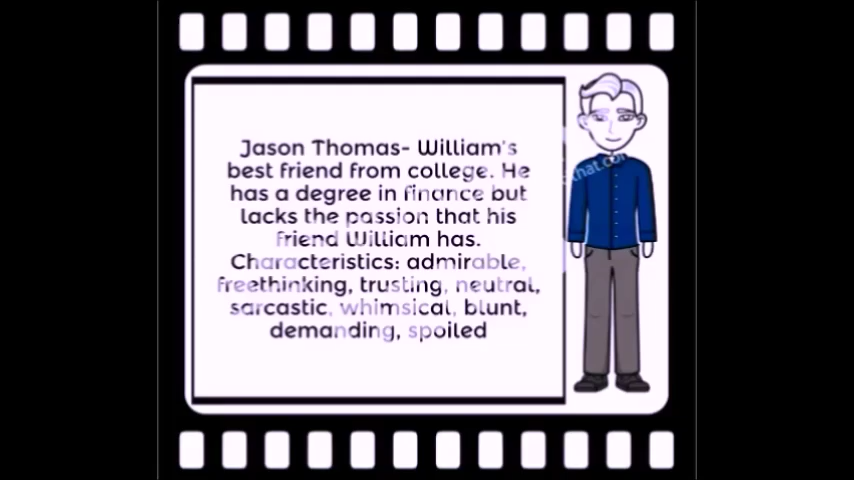 Jason Thomas- William's
best friend from college. He
has a degree in finance but
lacks the passion that his
friend William has.
Characteristics: admirable,
freethinking, trusting, neutral,
sarcastic, whimsical, blunt,
demanding, spoiled